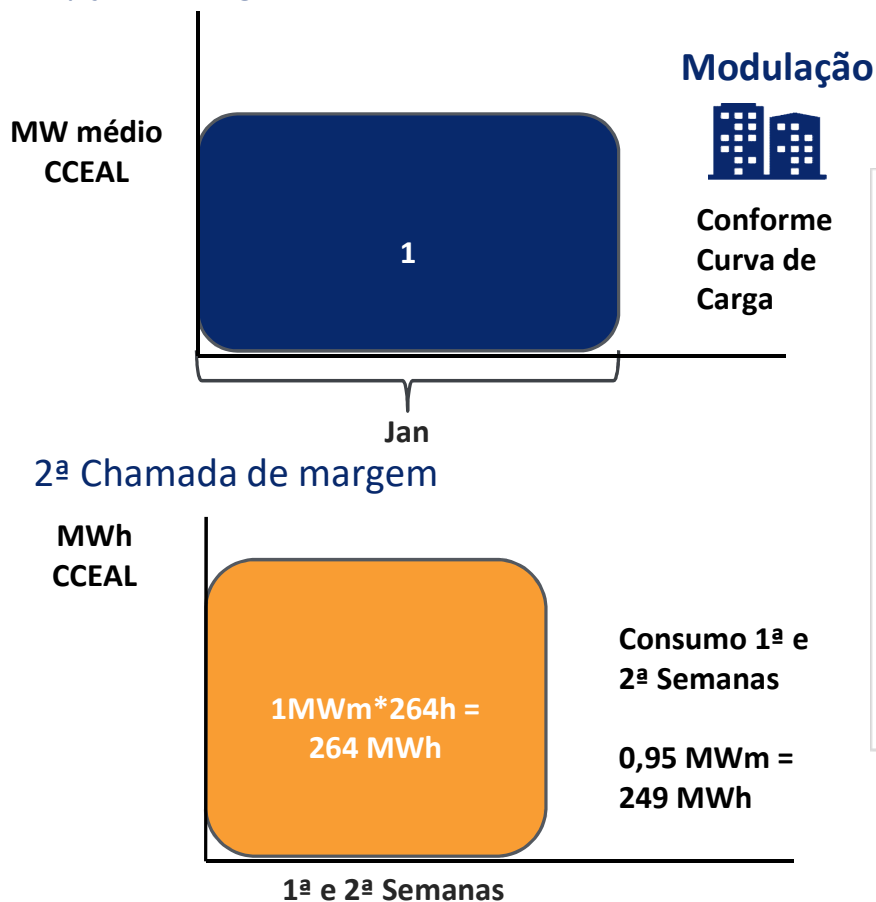 Modulação
MW médio
CCEAL
1
Conforme
Curva de
Carga
Jan
2ª Chamada de margem
MWh
CCEAL
1MWm*264h =
264 MWh
Consumo 1ª e
2ª Semanas
0,95 MWm =
249 MWh
1ª e 2ª Semanas